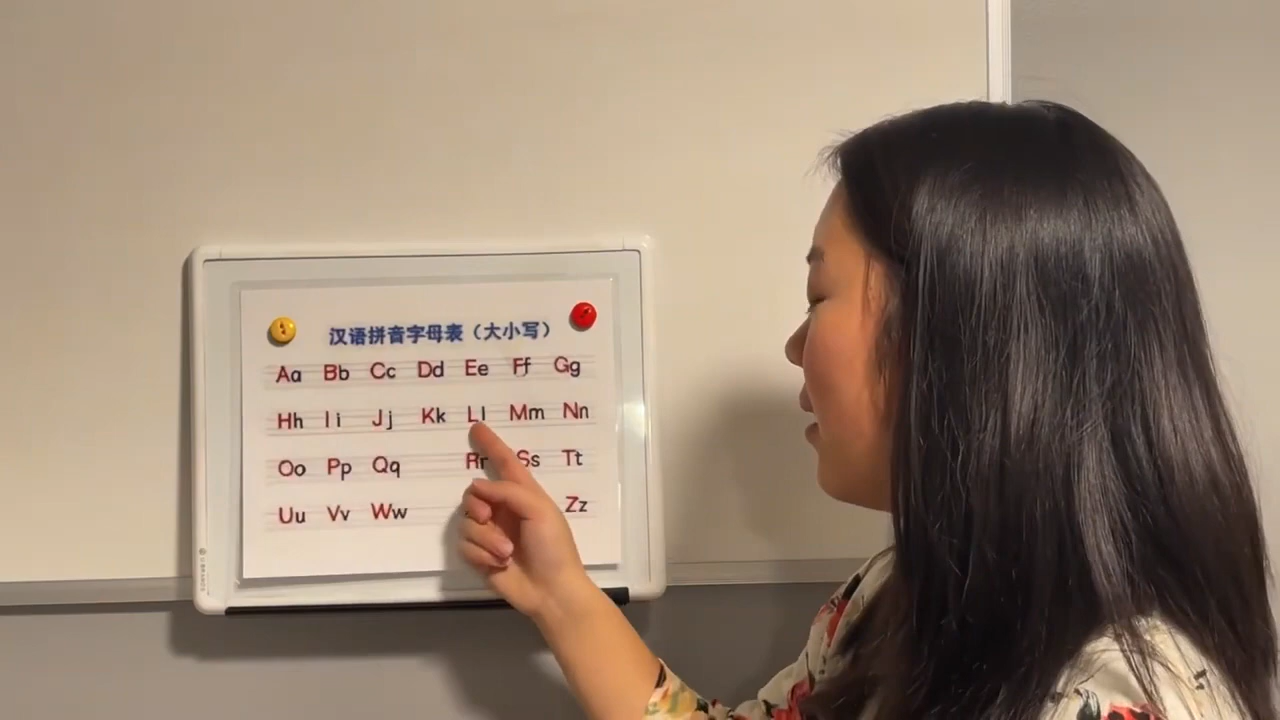 汉语拼音字母表（大小写）
Aa Bb Cc Dd Ee Ff Gg
Hh Ii Jj Kk Ll Mm Nn
Oo Pp Qq Rr Ss Tt
Uu Vv Ww Zz